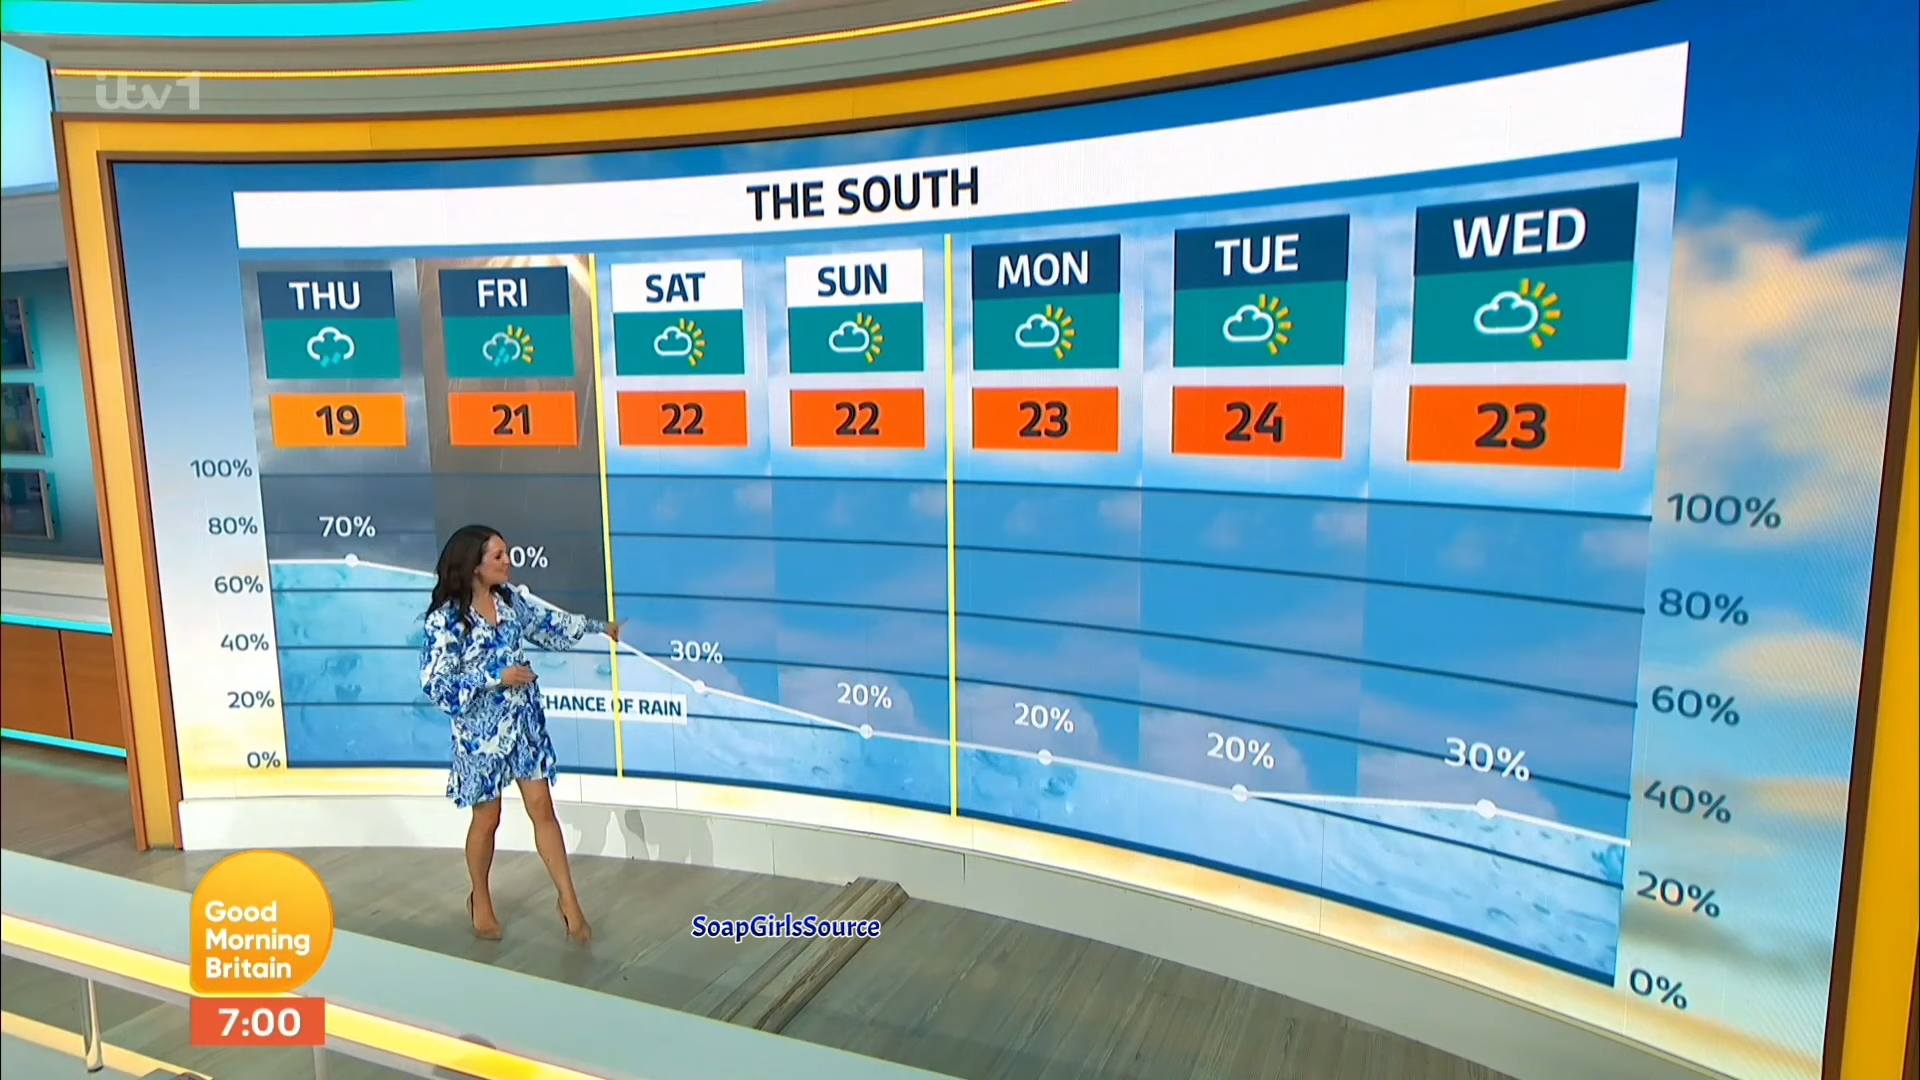 itv1
THE SOUTH
THU FRI SAT SUN MON TUE WED
19 21 22 22 23 24 23
100% 100%
80% 70% 0% 80%
60% 60%
40% 30% 20% 20% 20% 30% 40%
20% CHANCE OF RAIN 20%
0% 0%
Good
Morning
Britain
7:00
SoapGirlsSource